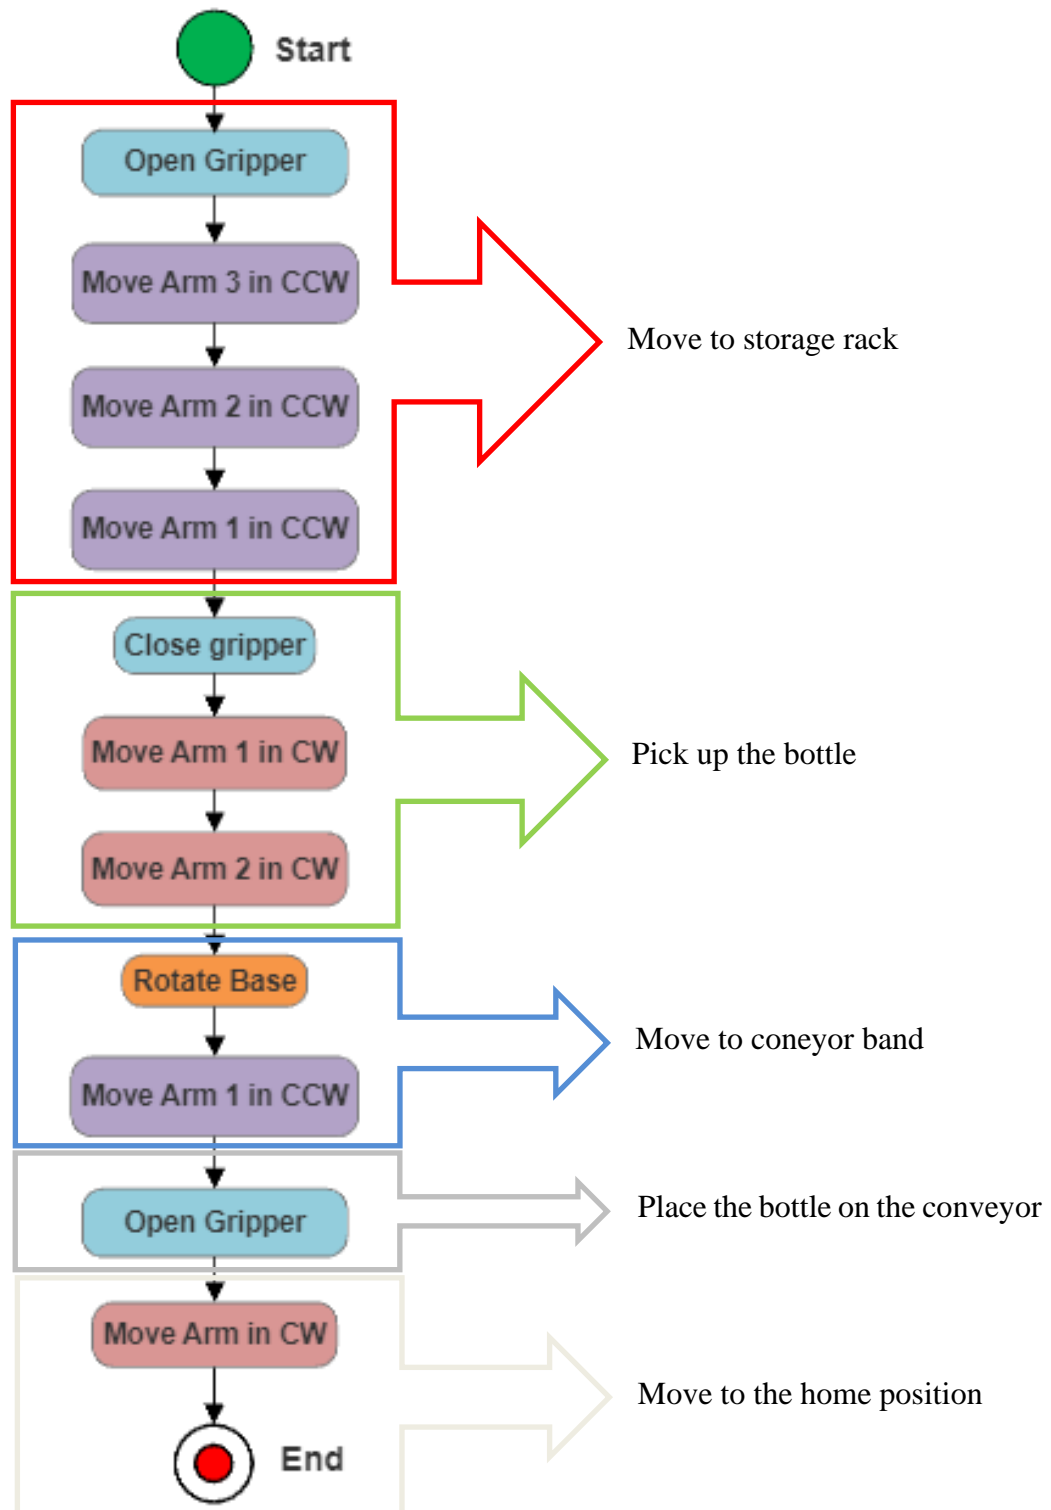 Start
Open Gripper
Move Arm 3 in CCW
Move to storage rack
Move Arm 2 in CCW
Move Arm 1 in CCW
Close gripper
Move Arm 1 in CW
Pick up the bottle
Move Arm 2 in CW
Rotate Base
Move to coneyor band
Move Arm 1 in CCW
Place the bottle on the conveyor
Open Gripper
Move Arm in CW
Move to the home position
End